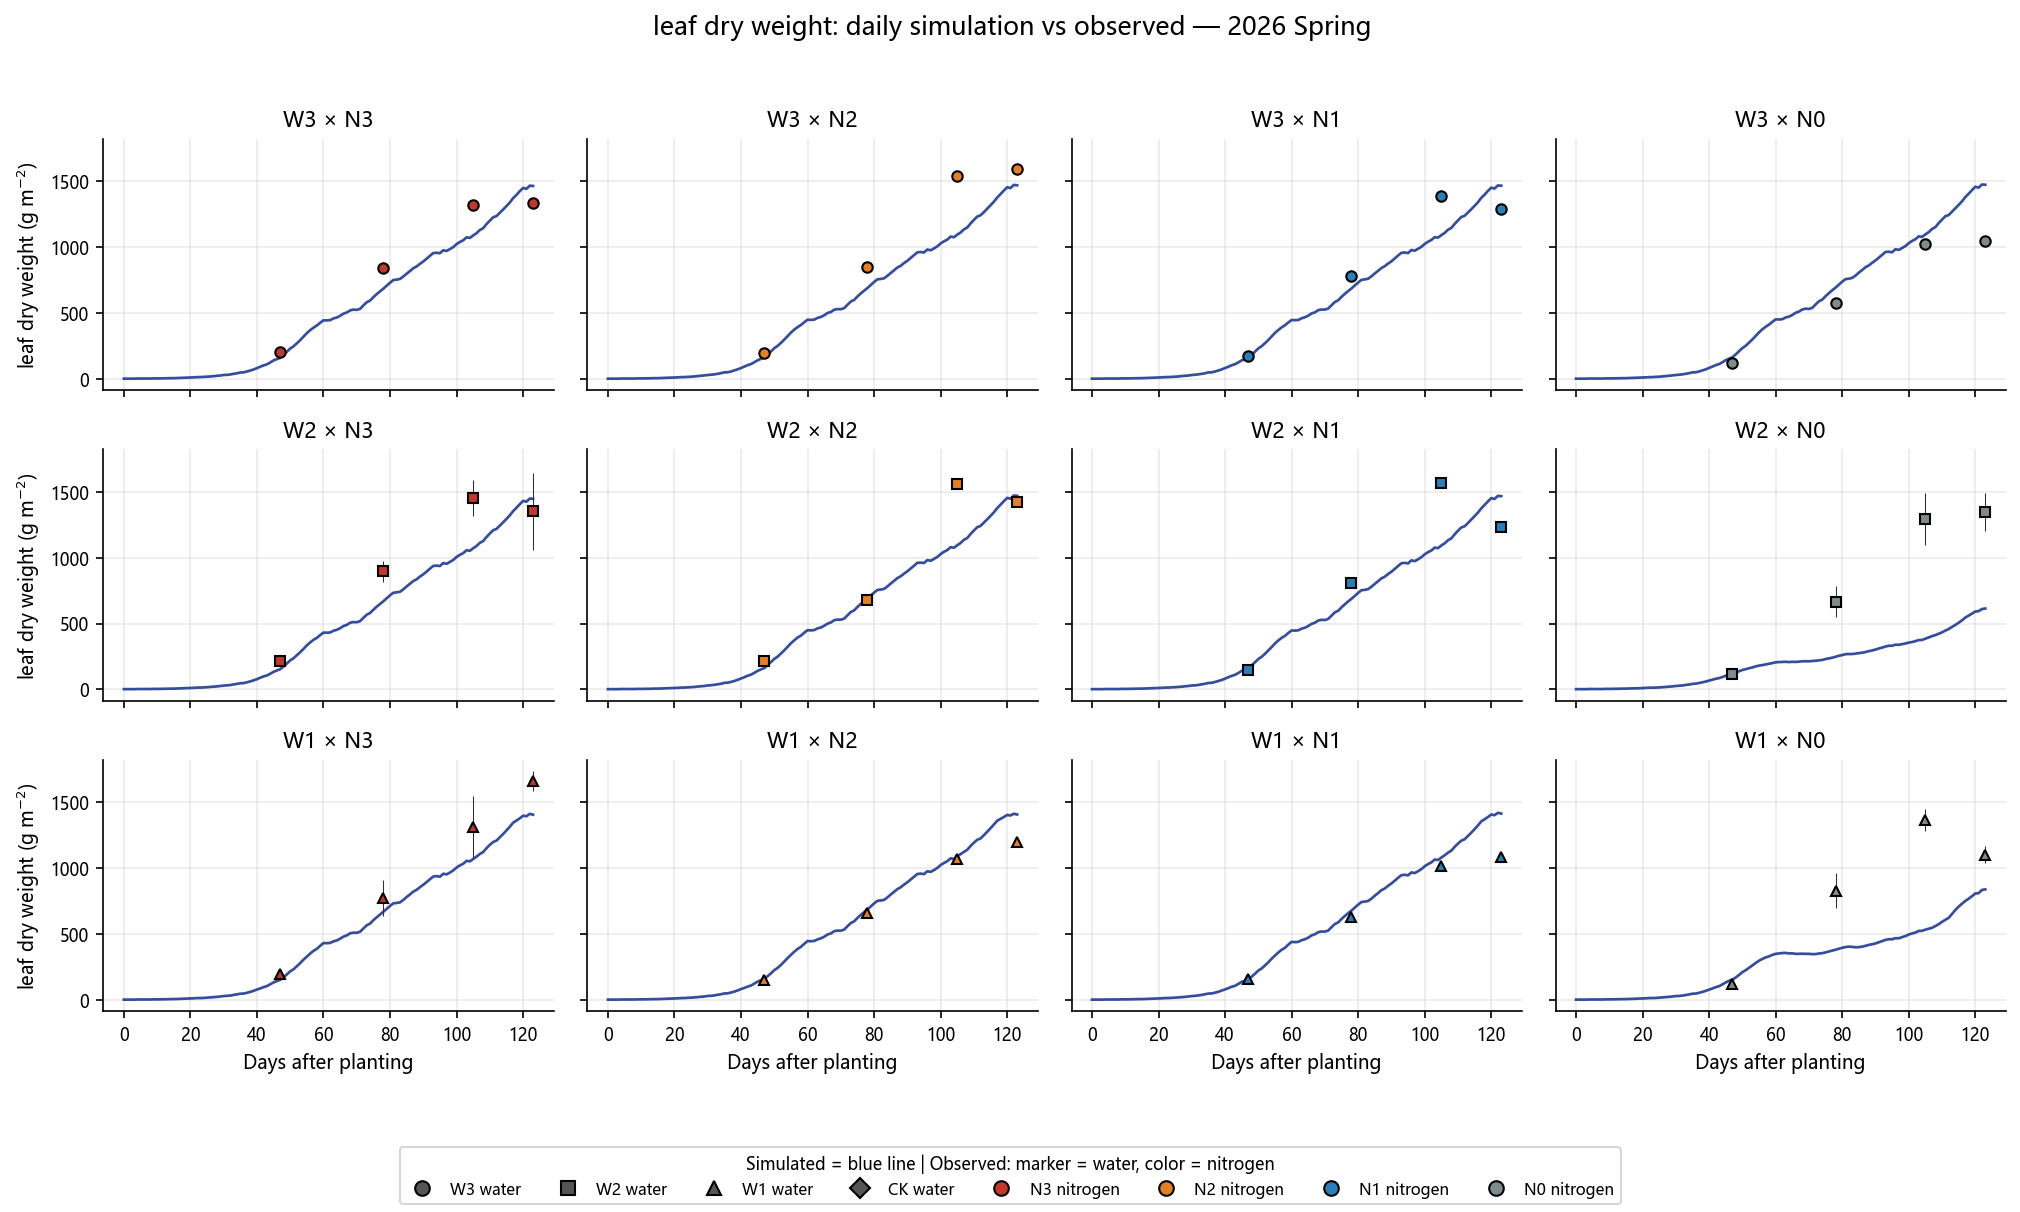 leaf dry weight: daily simulation vs observed — 2026 Spring
W3 × N3
W3 × N2
W3 × N1
W3 × N0
leaf dry weight (g m⁻²)
1500
1000
500
0
W2 × N3
W2 × N2
W2 × N1
W2 × N0
leaf dry weight (g m⁻²)
1500
1000
500
0
W1 × N3
W1 × N2
W1 × N1
W1 × N0
leaf dry weight (g m⁻²)
1500
1000
500
0
0 20 40 60 80 100 120
0 20 40 60 80 100 120
0 20 40 60 80 100 120
0 20 40 60 80 100 120
Days after planting
Days after planting
Days after planting
Days after planting
Simulated = blue line | Observed: marker = water, color = nitrogen
W3 water W2 water W1 water CK water N3 nitrogen N2 nitrogen N1 nitrogen N0 nitrogen